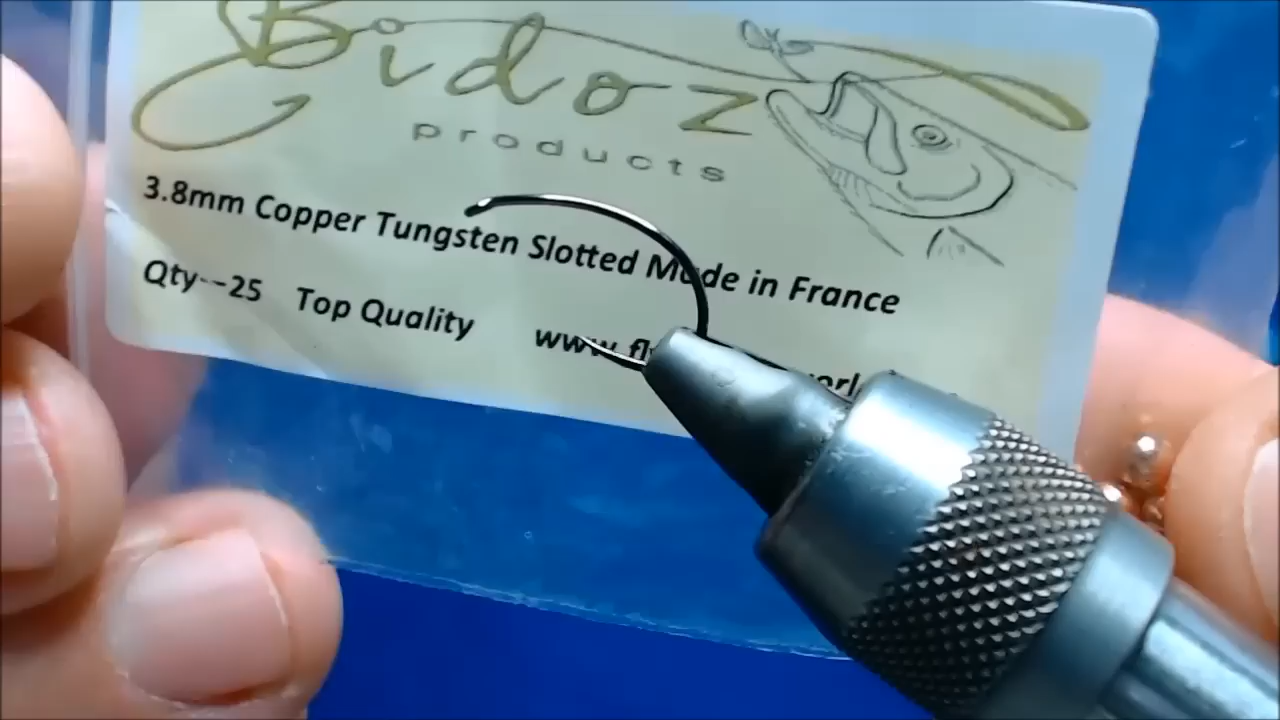 Bidoz
products
3.8mm Copper Tungsten Slotted Made in France
Qty--25 Top Quality